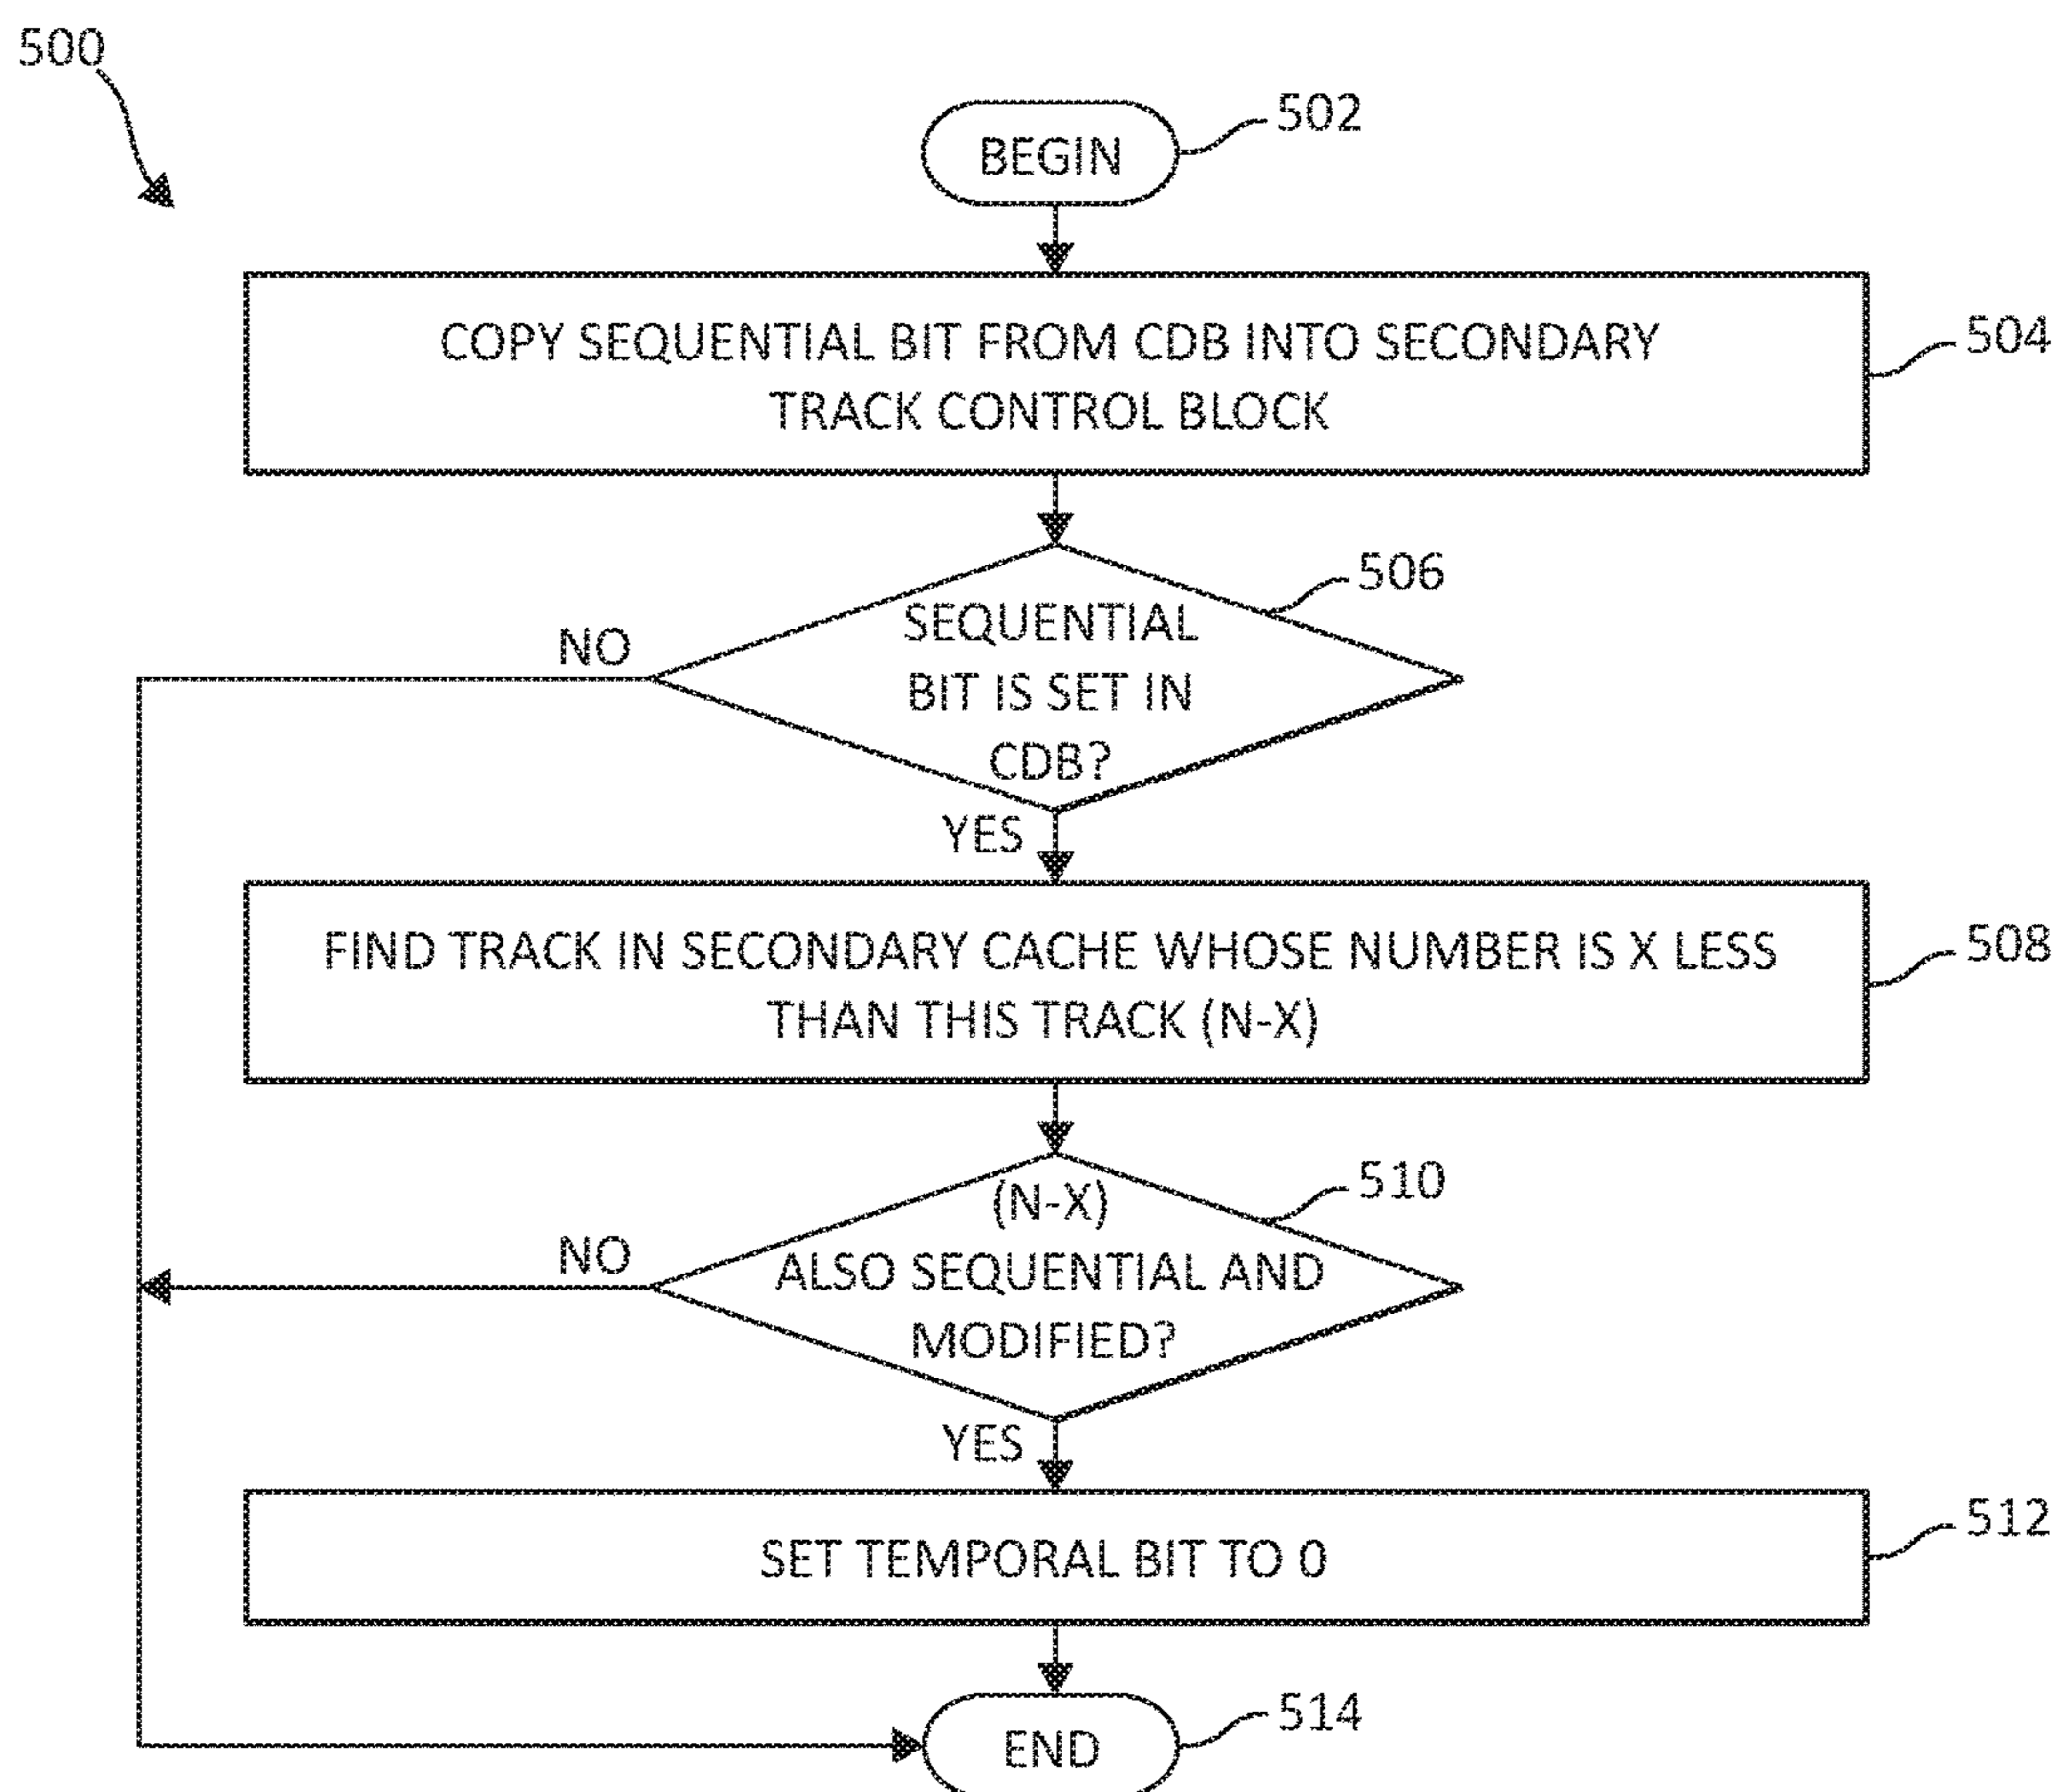 500
BEGIN
502
COPY SEQUENTIAL BIT FROM CDB INTO SECONDARY
TRACK CONTROL BLOCK
504
506
SEQUENTIAL
BIT IS SET IN
CDB?
NO
YES
FIND TRACK IN SECONDARY CACHE WHOSE NUMBER IS X LESS
THAN THIS TRACK (N-X)
508
510
(N-X)
ALSO SEQUENTIAL AND
MODIFIED?
NO
YES
SET TEMPORAL BIT TO 0
512
END
514